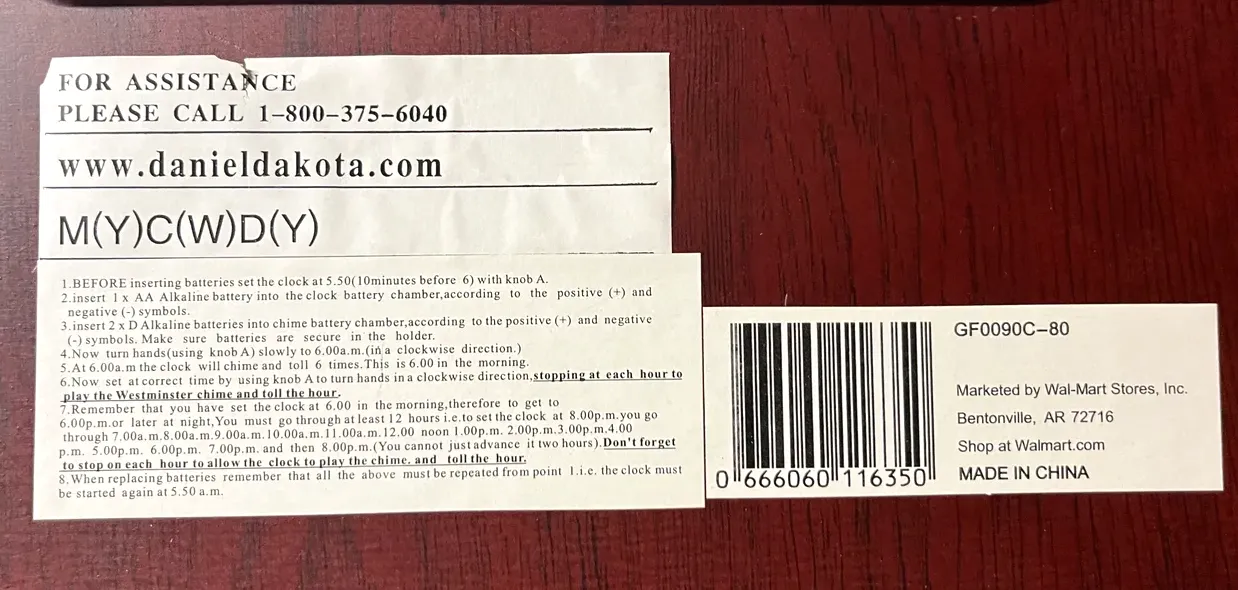 FOR ASSISTANCE
PLEASE CALL 1-800-375-6040
www.danieldakota.com
M(Y)C(W)D(Y)
1.BEFORE inserting batteries set the clock at 5.50(10minutes before 6) with knob A.
2.insert 1 x AA Alkaline battery into the clock battery chamber,according to the positive (+) and
negative (-) symbols.
3.insert 2 x D Alkaline batteries into chime battery chamber,according to the positive (+) and negative
(-) symbols. Make sure batteries are secure in the holder.
4.Now turn hands(using knob A) slowly to 6.00a.m.(in a clockwise direction.)
5.At 6.00a.m the clock will chime and toll 6 times.This is 6.00 in the morning.
6.Now set at correct time by using knob A to turn hands in a clockwise direction,stopping at each hour to
play the Westminster chime and toll the hour.
7.Remember that you have set the clock at 6.00 in the morning,therefore to get to
6.00p.m.or later at night,You must go through at least 12 hours i.e.to set the clock at 8.00p.m.you go
through 7.00a.m.8.00a.m.9.00a.m.10.00a.m.11.00a.m.12.00 noon 1.00p.m. 2.00p.m.3.00p.m.4.00
p.m. 5.00p.m. 6.00p.m. 7.00p.m. and then 8.00p.m.(You cannot just advance it two hours).Don't forget
to stop on each hour to allow the clock to play the chime. and toll the hour.
8.When replacing batteries remember that all the above must be repeated from point 1.i.e. the clock must
be started again at 5.50 a.m.
0 666060 116350
GF0090C-80
Marketed by Wal-Mart Stores, Inc.
Bentonville, AR 72716
Shop at Walmart.com
MADE IN CHINA